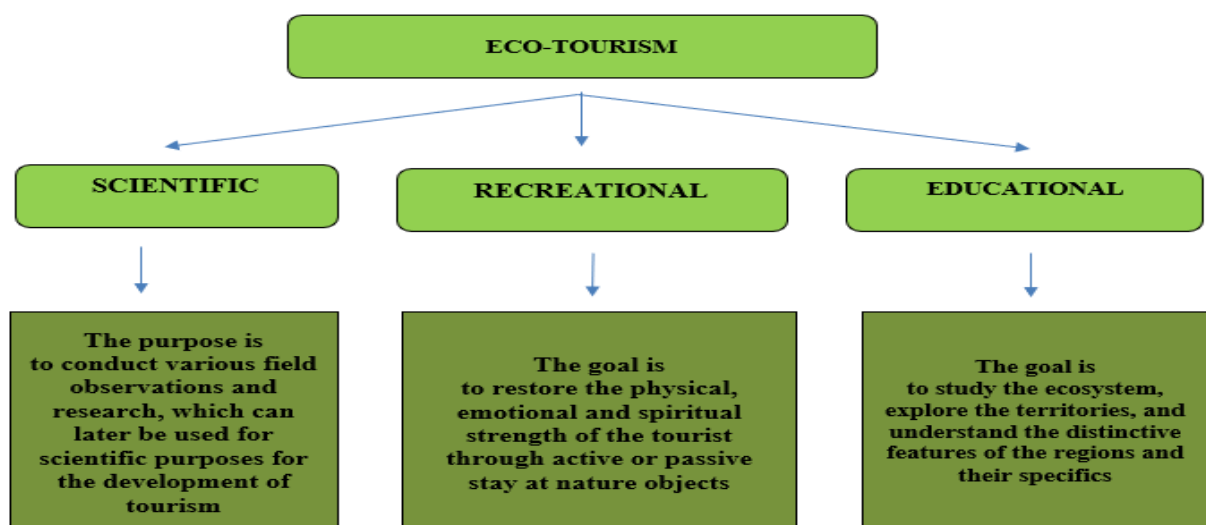 ECO-TOURISM
SCIENTIFIC
RECREATIONAL
EDUCATIONAL
The purpose is
to conduct various field
observations and
research, which can
later be used for
scientific purposes for
the development of
tourism
The goal is
to restore the physical,
emotional and spiritual
strength of the tourist
through active or passive
stay at nature objects
The goal is
to study the ecosystem,
explore the territories, and
understand the distinctive
features of the regions and
their specifics